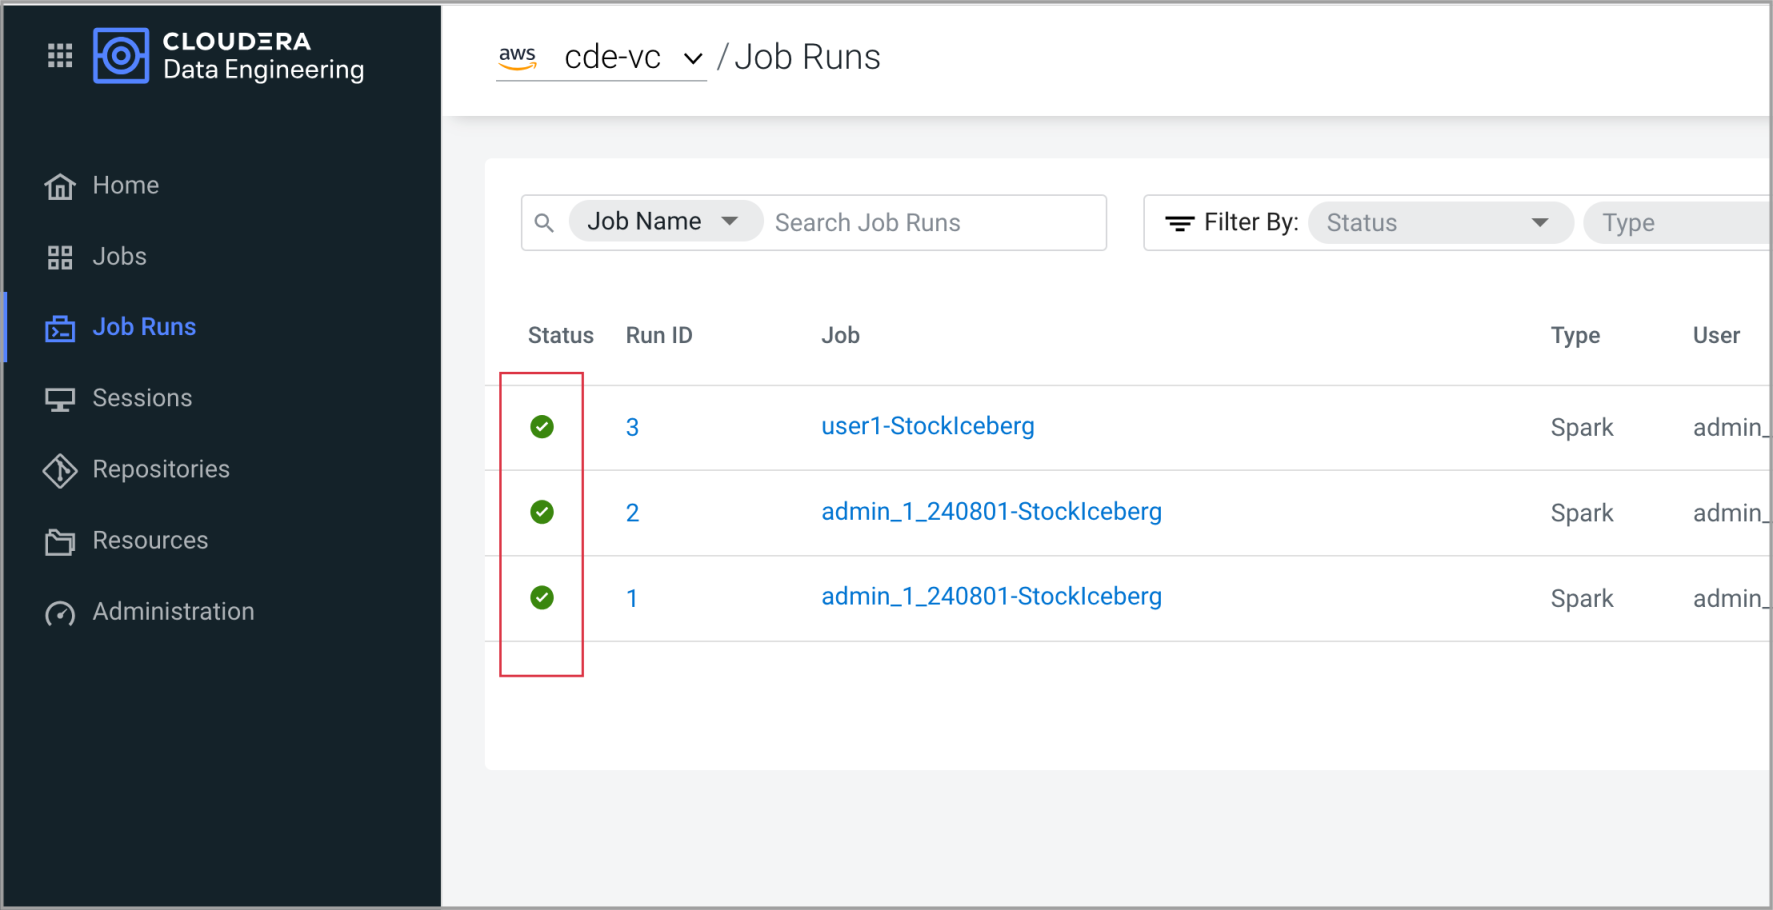 CLOUDERA
Data Engineering
aws cde-vc / Job Runs
Home
Jobs
Job Runs
Sessions
Repositories
Resources
Administration
Job Name Search Job Runs Filter By: Status Type
Status Run ID Job Type User
3 user1-StockIceberg Spark admin_
2 admin_1_240801-StockIceberg Spark admin_
1 admin_1_240801-StockIceberg Spark admin_